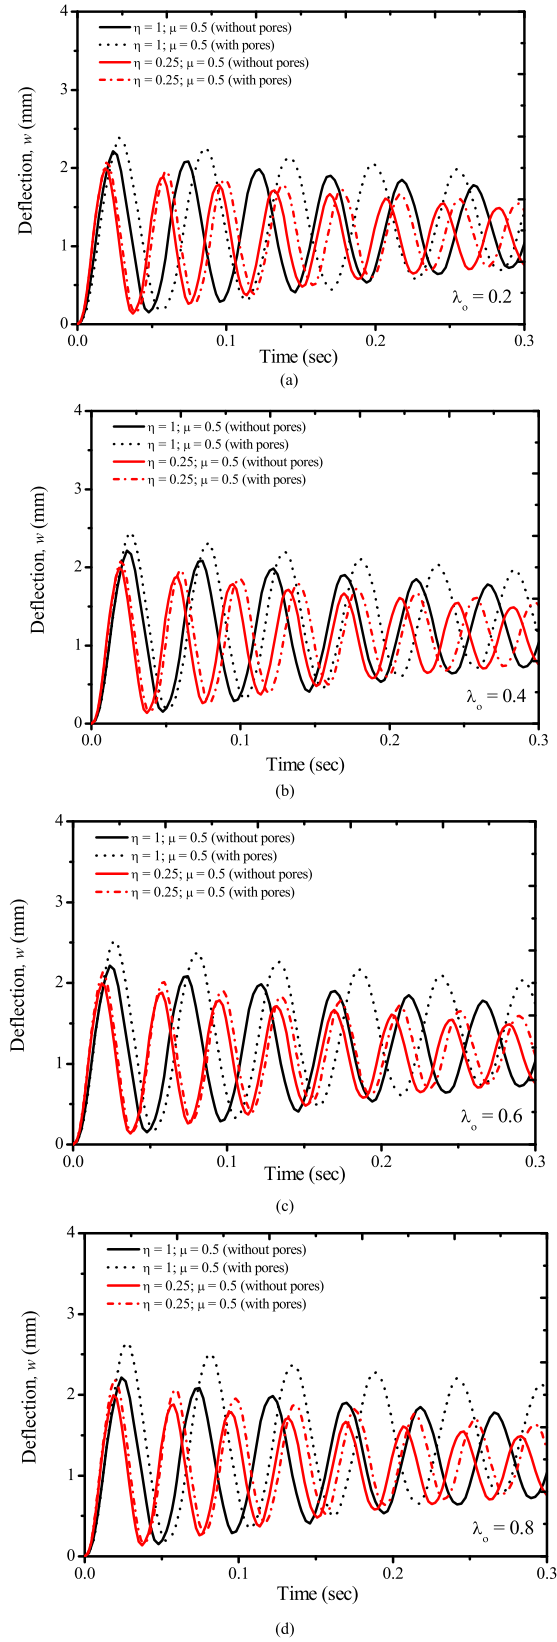 4
η = 1; μ = 0.5 (without pores)
η = 1; μ = 0.5 (with pores)
η = 0.25; μ = 0.5 (without pores)
η = 0.25; μ = 0.5 (with pores)
3
Deflection, w (mm)
2
1
λo = 0.2
0
0.0 0.1 0.2 0.3
Time (sec)
(a)
4
η = 1; μ = 0.5 (without pores)
η = 1; μ = 0.5 (with pores)
η = 0.25; μ = 0.5 (without pores)
η = 0.25; μ = 0.5 (with pores)
3
Deflection, w (mm)
2
1
λo = 0.4
0
0.0 0.1 0.2 0.3
Time (sec)
(b)
4
η = 1; μ = 0.5 (without pores)
η = 1; μ = 0.5 (with pores)
η = 0.25; μ = 0.5 (without pores)
η = 0.25; μ = 0.5 (with pores)
3
Deflection, w (mm)
2
1
λo = 0.6
0
0.0 0.1 0.2 0.3
Time (sec)
(c)
4
η = 1; μ = 0.5 (without pores)
η = 1; μ = 0.5 (with pores)
η = 0.25; μ = 0.5 (without pores)
η = 0.25; μ = 0.5 (with pores)
3
Deflection, w (mm)
2
1
λo = 0.8
0
0.0 0.1 0.2 0.3
Time (sec)
(d)